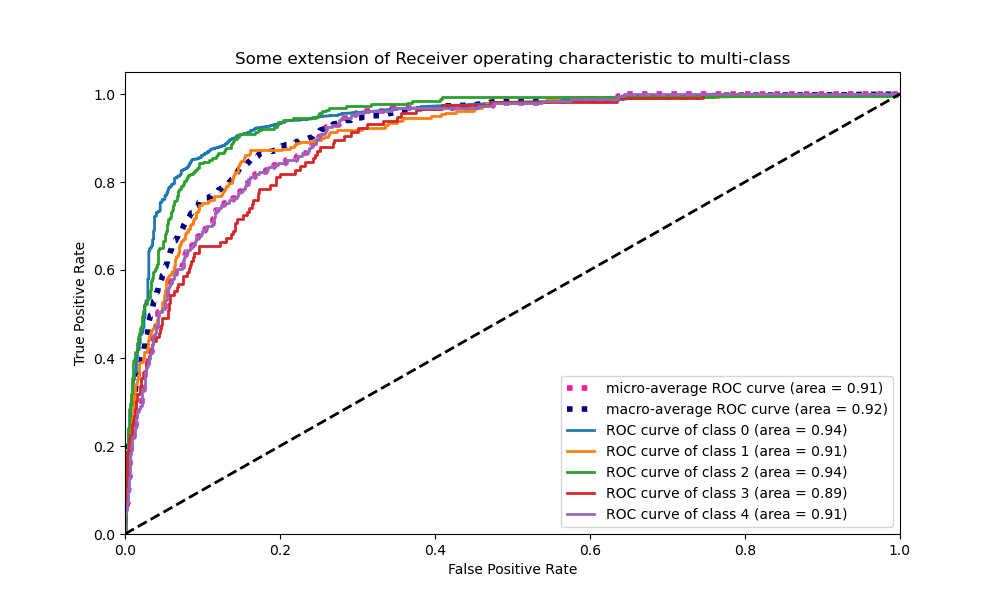 Some extension of Receiver operating characteristic to multi-class
True Positive Rate
1.0
0.8
0.6
0.4
0.2
0.0
micro-average ROC curve (area = 0.91)
macro-average ROC curve (area = 0.92)
ROC curve of class 0 (area = 0.94)
ROC curve of class 1 (area = 0.91)
ROC curve of class 2 (area = 0.94)
ROC curve of class 3 (area = 0.89)
ROC curve of class 4 (area = 0.91)
0.0 0.2 0.4 0.6 0.8 1.0
False Positive Rate